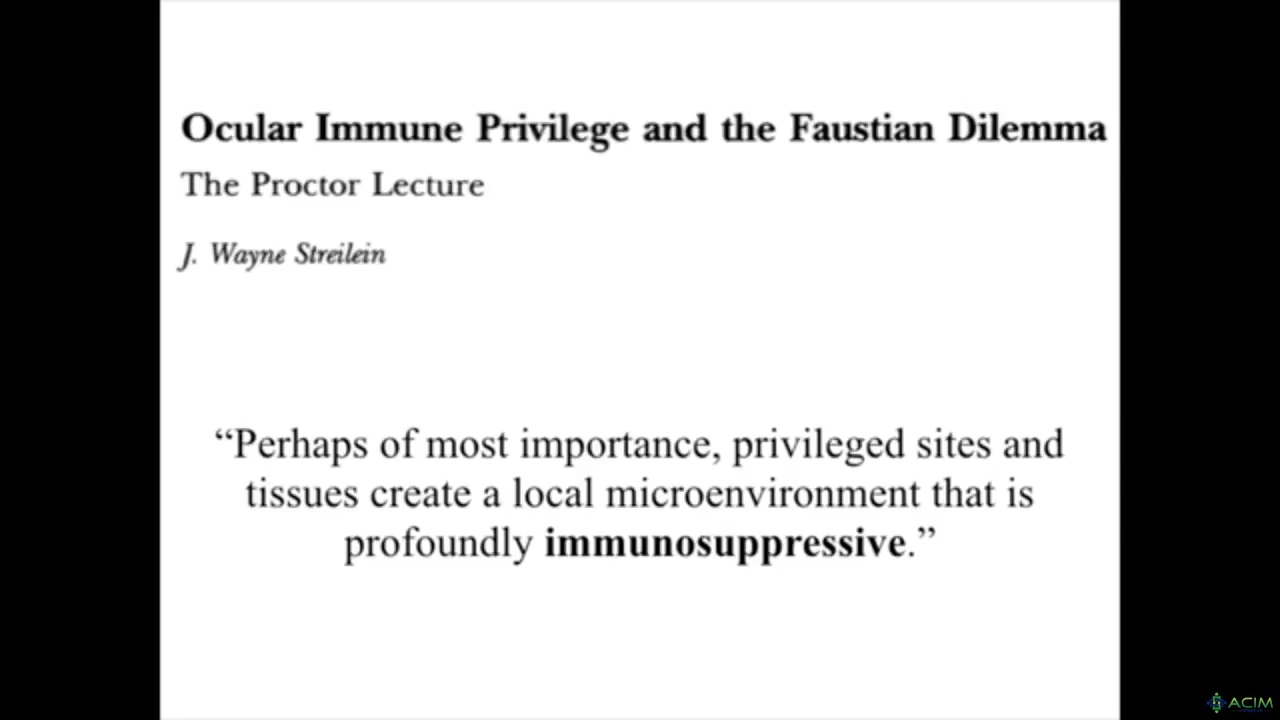 Ocular Immune Privilege and the Faustian Dilemma
The Proctor Lecture
J. Wayne Streilein
“Perhaps of most importance, privileged sites and
tissues create a local microenvironment that is
profoundly immunosuppressive.”
ACIM